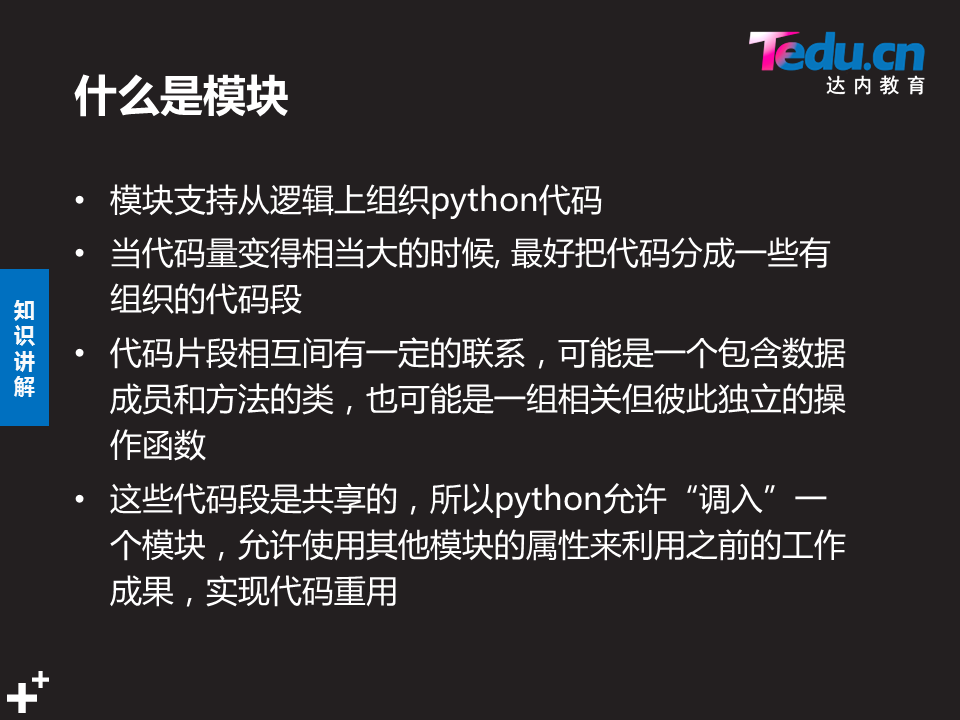 Tedu.cn
达内教育
什么是模块
• 模块支持从逻辑上组织python代码
• 当代码量变得相当大的时候, 最好把代码分成一些有
组织的代码段
• 代码片段相互间有一定的联系，可能是一个包含数据
成员和方法的类，也可能是一组相关但彼此独立的操
作函数
• 这些代码段是共享的，所以python允许“调入”一
个模块，允许使用其他模块的属性来利用之前的工作
成果，实现代码重用
知识讲解